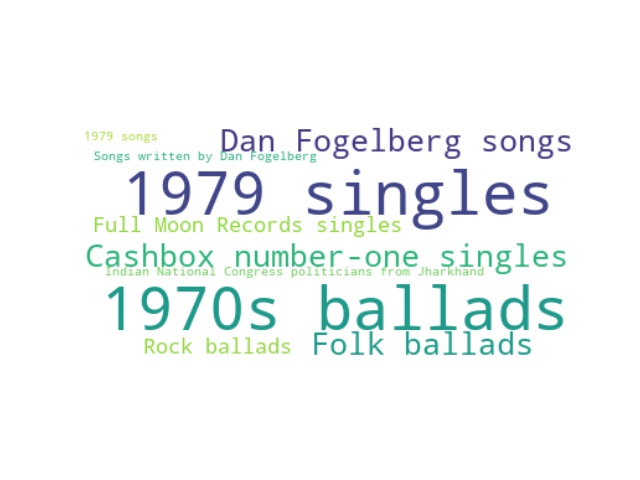 1979 songs
Dan Fogelberg songs
Songs written by Dan Fogelberg
1979 singles
Full Moon Records singles
Cashbox number-one singles
Indian National Congress politicians from Jharkhand
1970s ballads
Rock ballads
Folk ballads